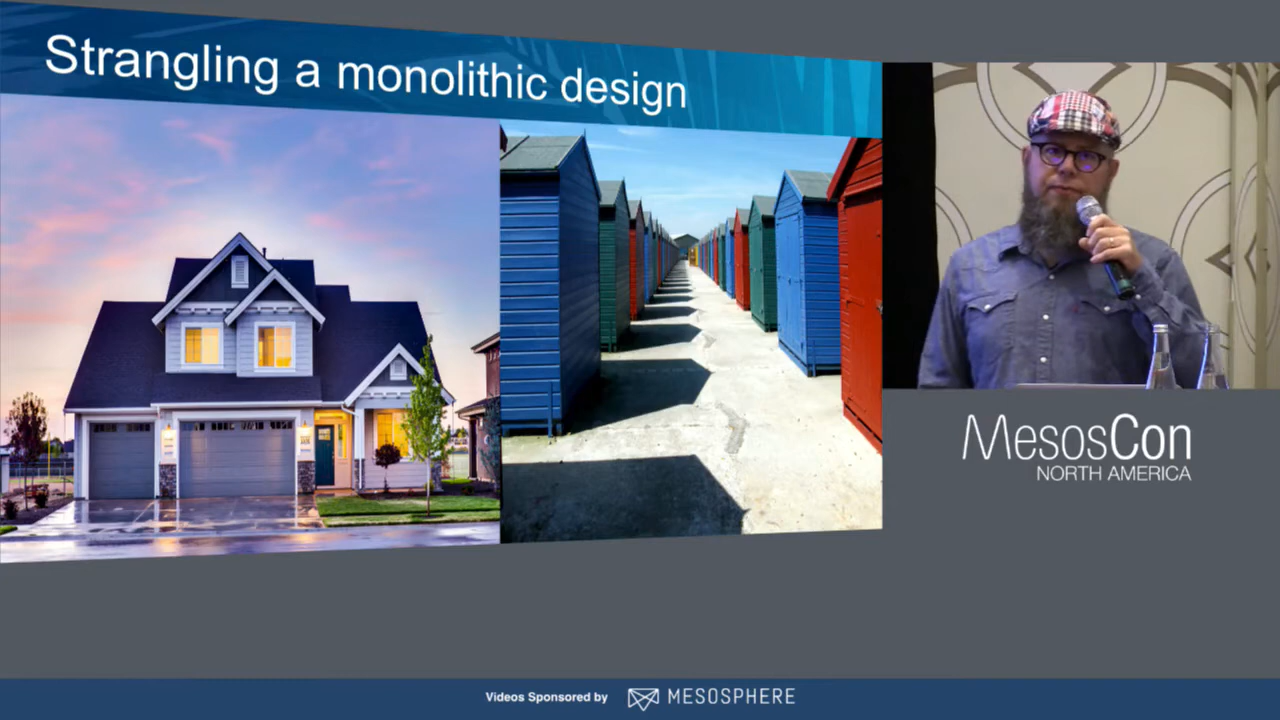 Strangling a monolithic design
MesosCon
NORTH AMERICA
Videos Sponsored by MESOSPHERE